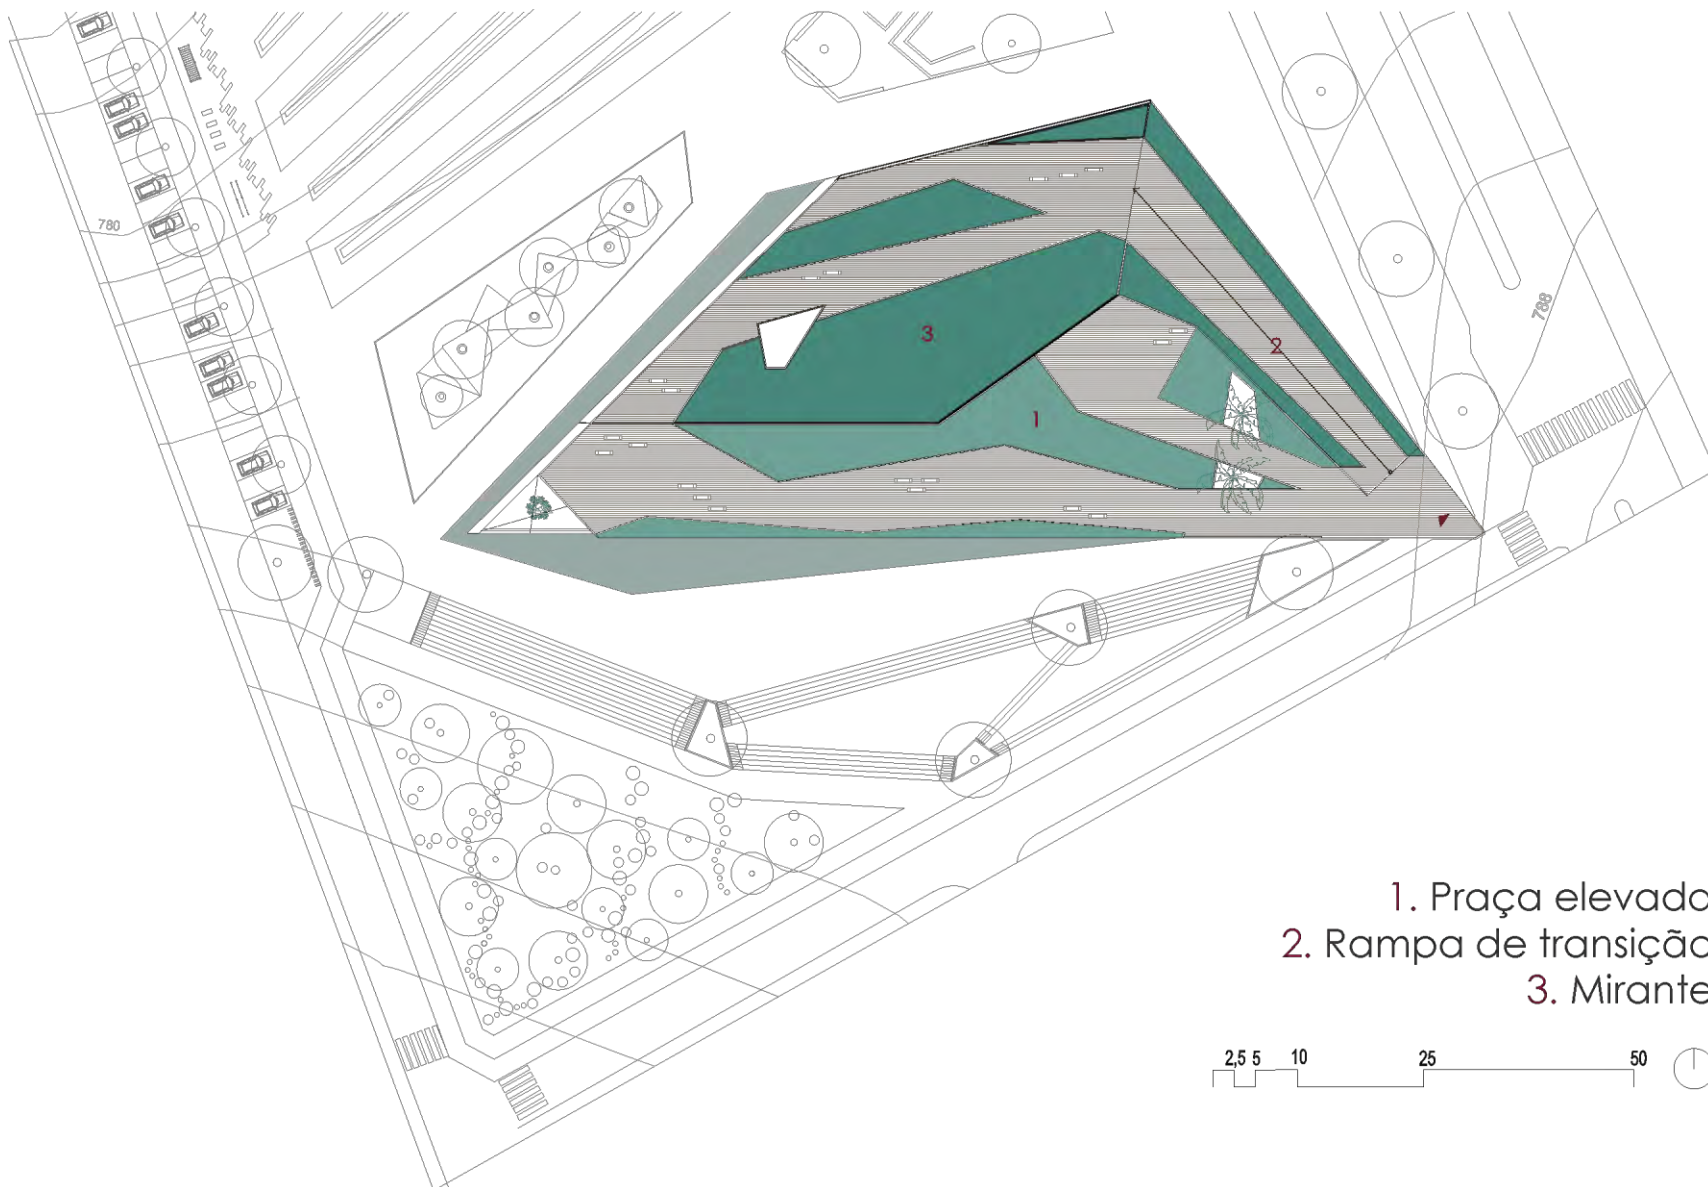 780
788
3
2
1
1. Praça elevada
2. Rampa de transição
3. Mirante
2,5 5 10 25 50